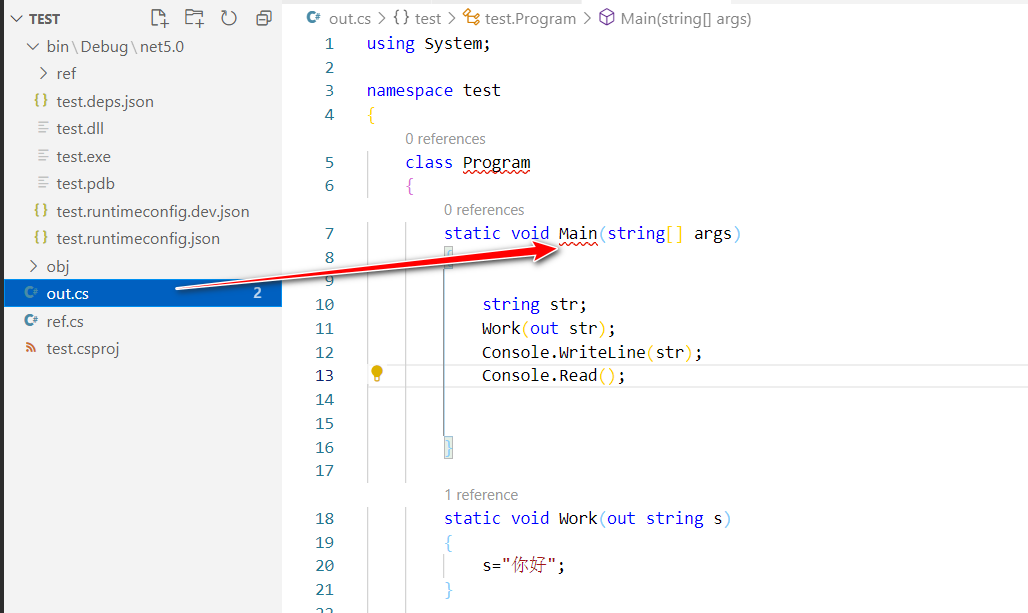 TEST
bin\Debug\net5.0
ref
{} test.deps.json
test.dll
test.exe
test.pdb
{} test.runtimeconfig.dev.json
{} test.runtimeconfig.json
obj
C# out.cs 2
C# ref.cs
test.csproj
C# out.cs > {} test > test.Program > Main(string[] args)
1 using System;
2
3 namespace test
4 {
0 references
5 class Program
6 {
0 references
7 static void Main(string[] args)
8 {
9
10 string str;
11 Work(out str);
12 Console.WriteLine(str);
13 Console.Read();
14
15
16 }
17
1 reference
18 static void Work(out string s)
19 {
20 s="你好";
21 }
22